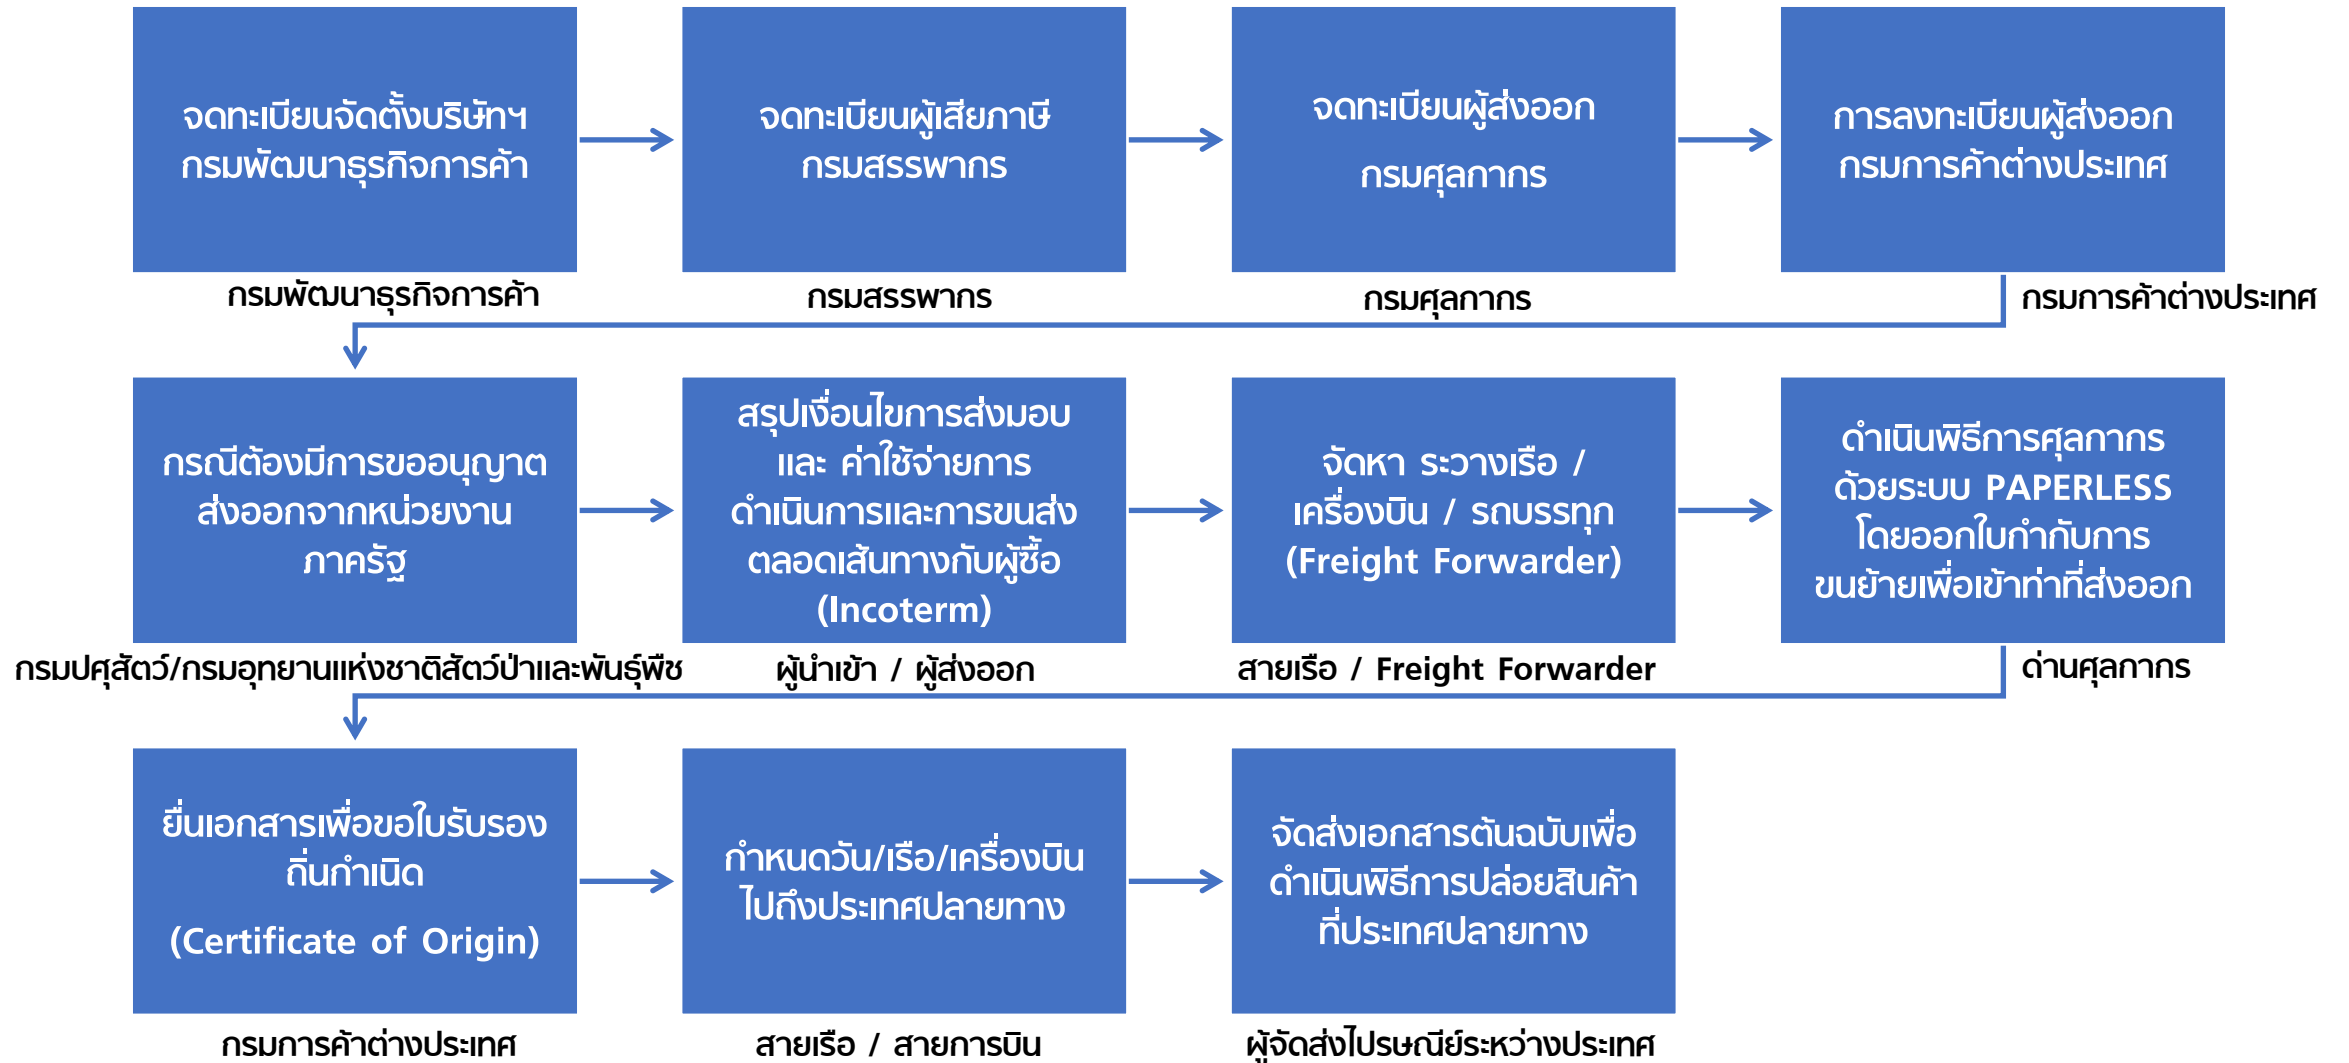 จดทะเบียนจัดตั้งบริษัทฯ
กรมพัฒนาธุรกิจการค้า
กรมพัฒนาธุรกิจการค้า
จดทะเบียนผู้เสียภาษี
กรมสรรพากร
กรมสรรพากร
จดทะเบียนผู้ส่งออก
กรมศุลกากร
กรมศุลกากร
การลงทะเบียนผู้ส่งออก
กรมการค้าต่างประเทศ
กรมการค้าต่างประเทศ
กรณีต้องมีการขออนุญาต
ส่งออกจากหน่วยงาน
ภาครัฐ
กรมปศุสัตว์/กรมอุทยานแห่งชาติสัตว์ป่าและพันธุ์พืช
สรุปเงื่อนไขการส่งมอบ
และ ค่าใช้จ่ายการ
ดำเนินการและการขนส่ง
ตลอดเส้นทางกับผู้ซื้อ
(Incoterm)
ผู้นำเข้า / ผู้ส่งออก
จัดหา ระวางเรือ /
เครื่องบิน / รถบรรทุก
(Freight Forwarder)
สายเรือ / Freight Forwarder
ดำเนินพิธีการศุลกากร
ด้วยระบบ PAPERLESS
โดยออกใบกำกับการ
ขนย้ายเพื่อเข้าท่าที่ส่งออก
ด่านศุลกากร
ยื่นเอกสารเพื่อขอใบรับรอง
ถิ่นกำเนิด
(Certificate of Origin)
กรมการค้าต่างประเทศ
กำหนดวัน/เรือ/เครื่องบิน
ไปถึงประเทศปลายทาง
สายเรือ / สายการบิน
จัดส่งเอกสารต้นฉบับเพื่อ
ดำเนินพิธีการปล่อยสินค้า
ที่ประเทศปลายทาง
ผู้จัดส่งไปรษณีย์ระหว่างประเทศ